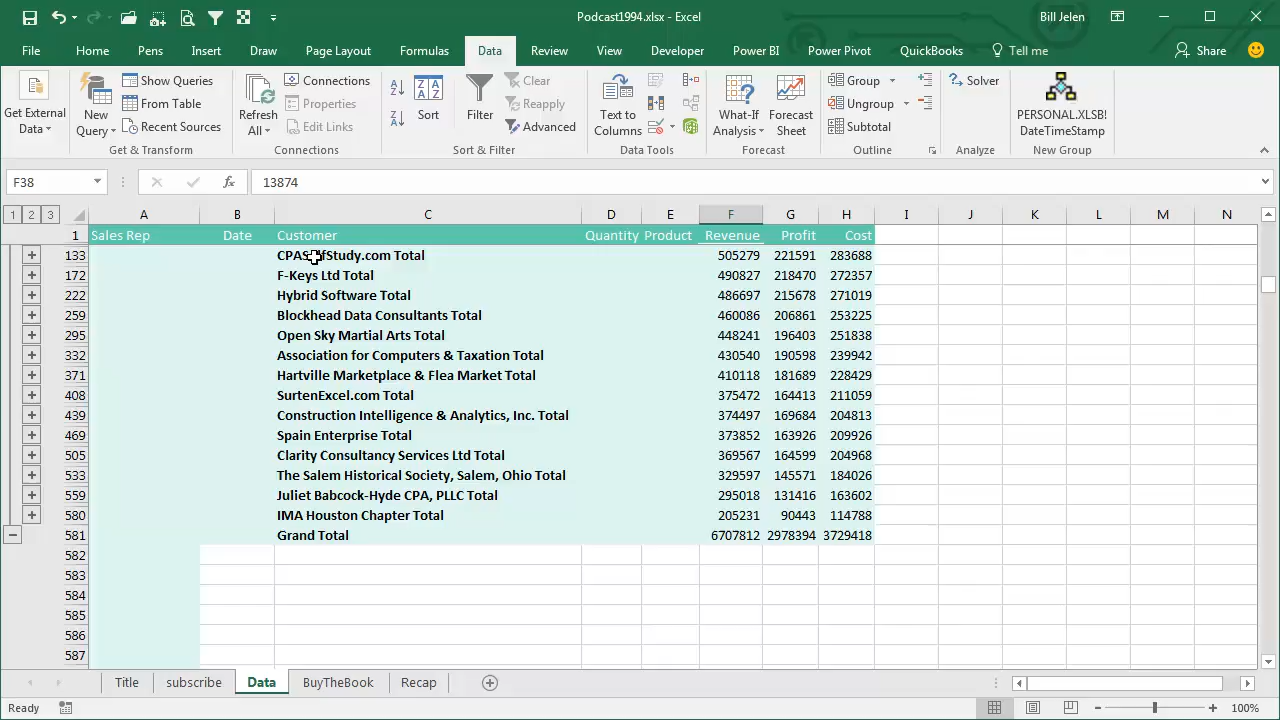 Podcast1994.xlsx - Excel
Bill Jelen
File Home Pens Insert Draw Page Layout Formulas Data Review View Developer Power BI Power Pivot QuickBooks Tell me Share
Get External Data
New Query
Show Queries
From Table
Recent Sources
Get & Transform
Refresh All
Connections
Properties
Edit Links
Connections
Sort
Filter
Clear
Reapply
Advanced
Sort & Filter
Text to Columns
Data Tools
What-If Analysis
Forecast Sheet
Forecast
Group
Ungroup
Subtotal
Outline
Solver
Analyze
PERSONAL.XLSB! DateTimeStamp
New Group
F38 fx 13874
1 2 3 A B C D E F G H I J K L M N
1 Sales Rep Date Customer Quantity Product Revenue Profit Cost
133 Total 505279 221591 283688
172 F-Keys Ltd Total 490827 218470 272357
222 Hybrid Software Total 486697 215678 271019
259 Blockhead Data Consultants Total 460086 206861 253225
295 Open Sky Martial Arts Total 448241 196403 251838
332 Association for Computers & Taxation Total 430540 190598 239942
371 Hartville Marketplace & Flea Market Total 410118 181689 228429
408 SurtenExcel.com Total 375472 164413 211059
439 Construction Intelligence & Analytics, Inc. Total 374497 169684 204813
469 Spain Enterprise Total 373852 163926 209926
505 Clarity Consultancy Services Ltd Total 369567 164599 204968
533 The Salem Historical Society, Salem, Ohio Total 329597 145571 184026
559 Juliet Babcock-Hyde CPA, PLLC Total 295018 131416 163602
580 IMA Houston Chapter Total 205231 90443 114788
581 Grand Total 6707812 2978394 3729418
582
583
584
585
586
587
Title subscribe Data BuyTheBook Recap
Ready 100%